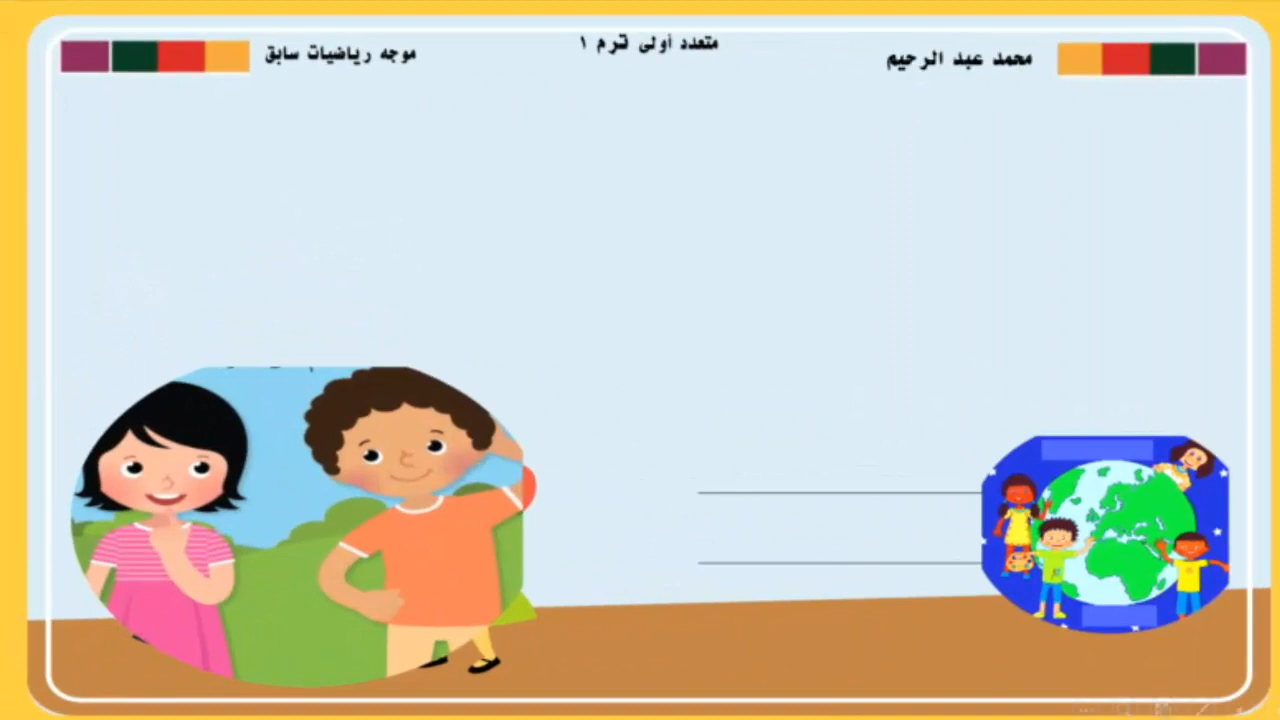 محمد عبد الرحيم
متعدد أولى ترم ١
موجه رياضيات سابق